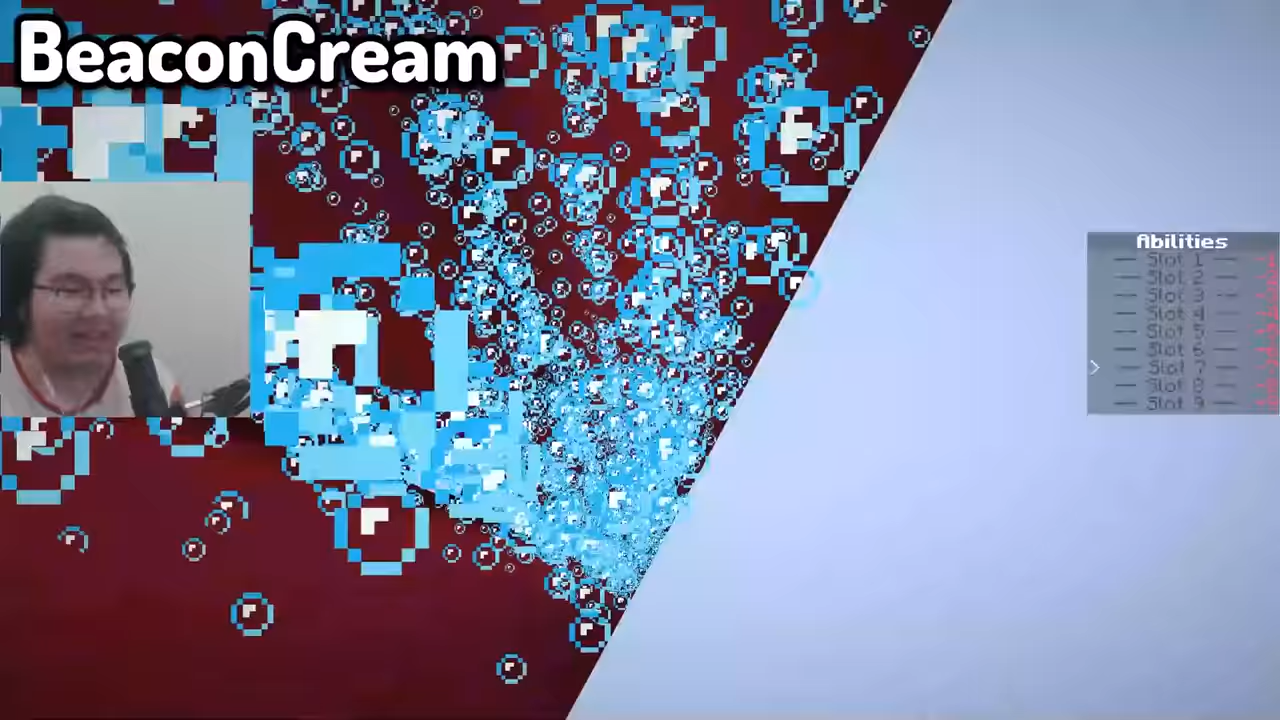 BeaconCream
Abilities
— Slot 1 —
— Slot 2 —
— Slot 3 —
— Slot 4 —
— Slot 5 —
— Slot 6 —
— Slot 7 —
— Slot 8 —
— Slot 9 —